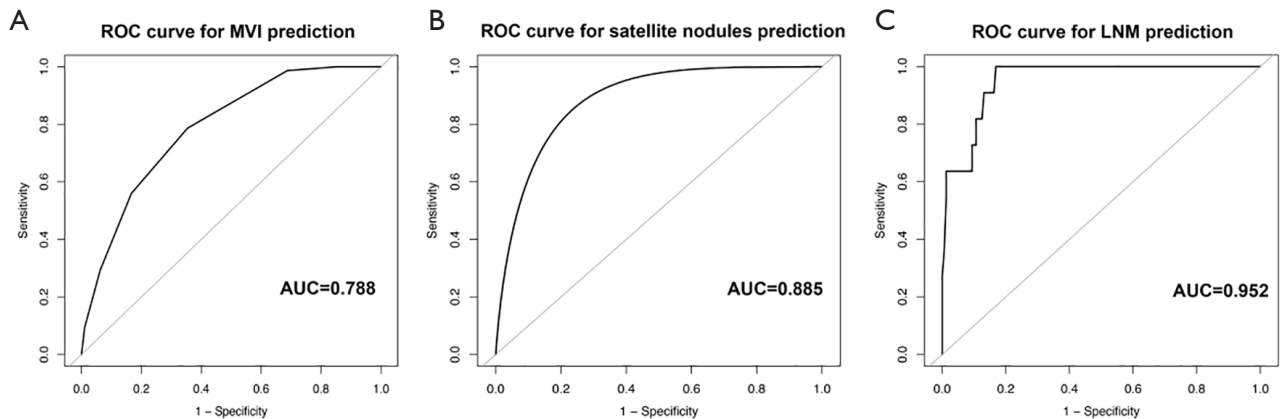 A
ROC curve for MVI prediction
Sensitivity
1.0
0.8
0.6
0.4
0.2
0.0
AUC=0.788
0.0 0.2 0.4 0.6 0.8 1.0
1 − Specificity
B
ROC curve for satellite nodules prediction
Sensitivity
1.0
0.8
0.6
0.4
0.2
0.0
AUC=0.885
0.0 0.2 0.4 0.6 0.8 1.0
1 − Specificity
C
ROC curve for LNM prediction
Sensitivity
1.0
0.8
0.6
0.4
0.2
0.0
AUC=0.952
0.0 0.2 0.4 0.6 0.8 1.0
1 − Specificity